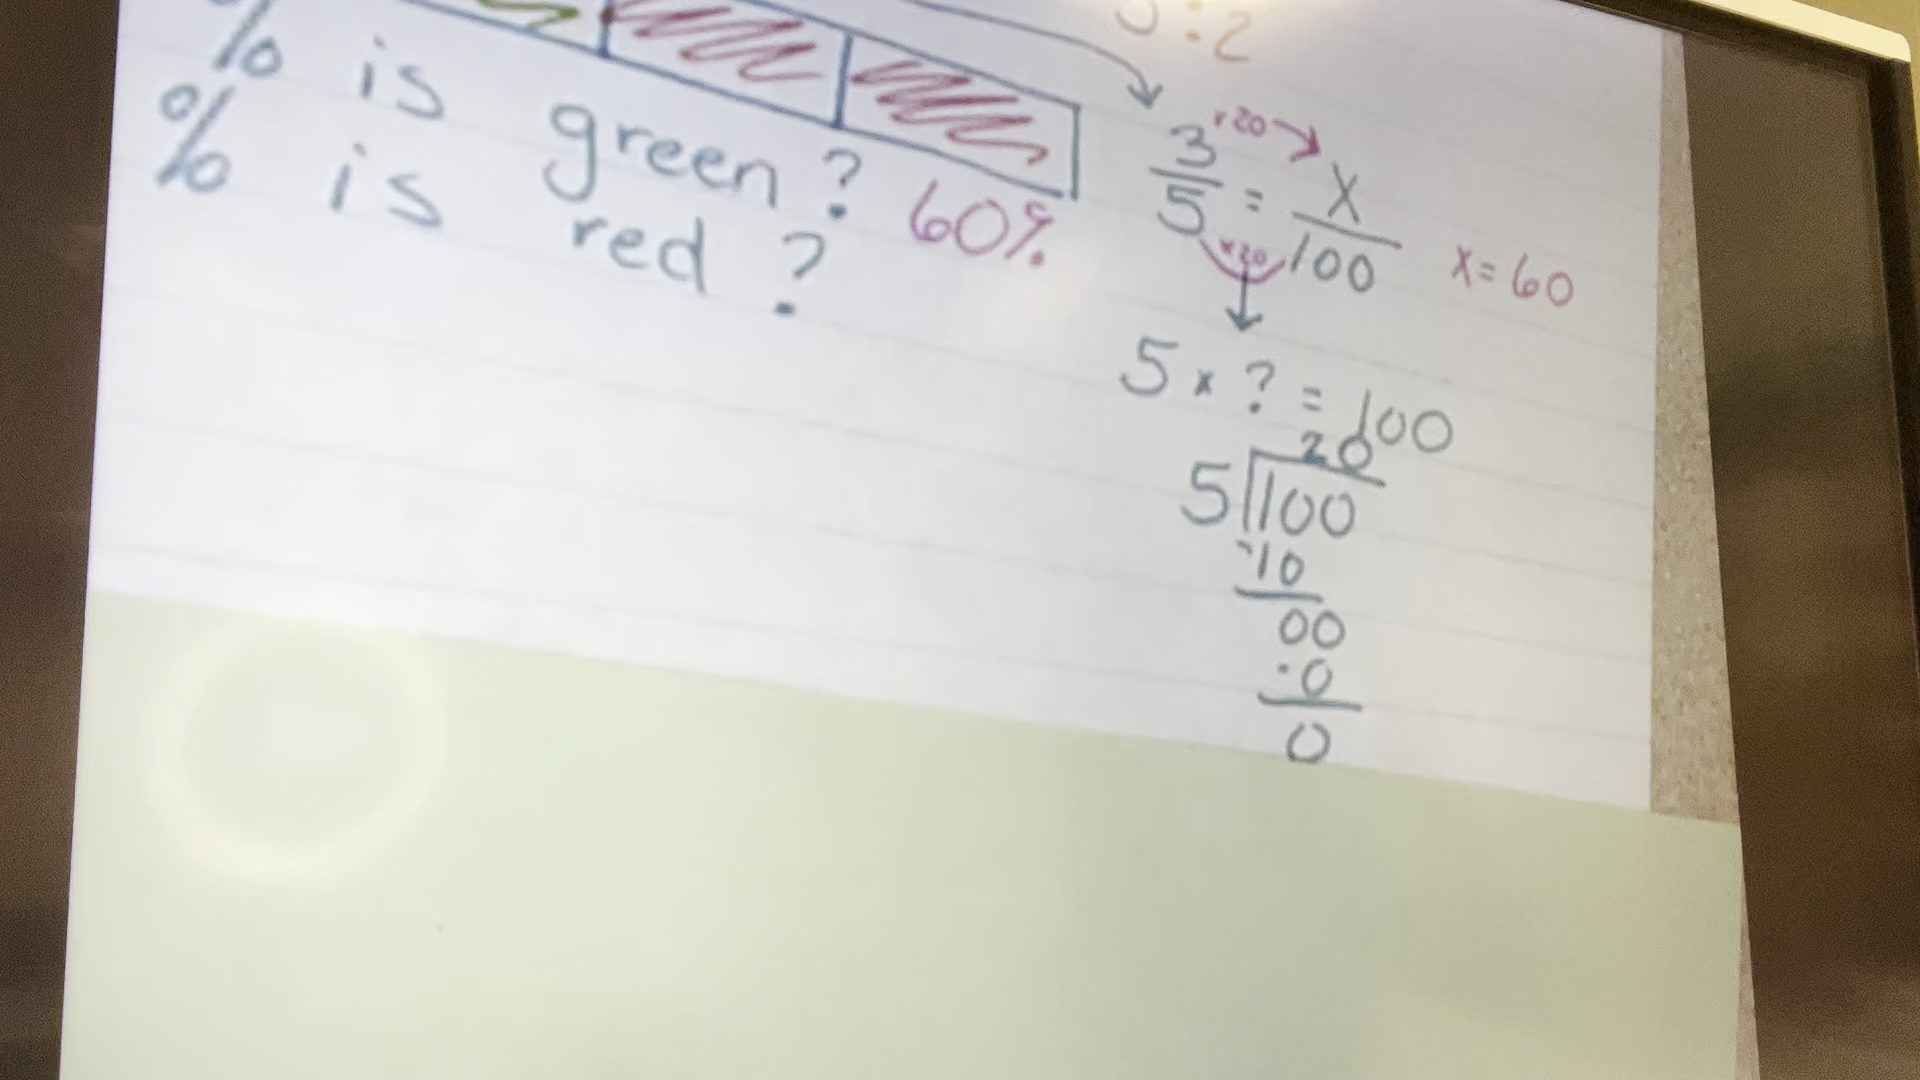 :2
% is green? 60%
% is red?
3/5 = x/100
×20
×20
x=60
5 × ? = 100
20
5 100
-10
00
-0
0